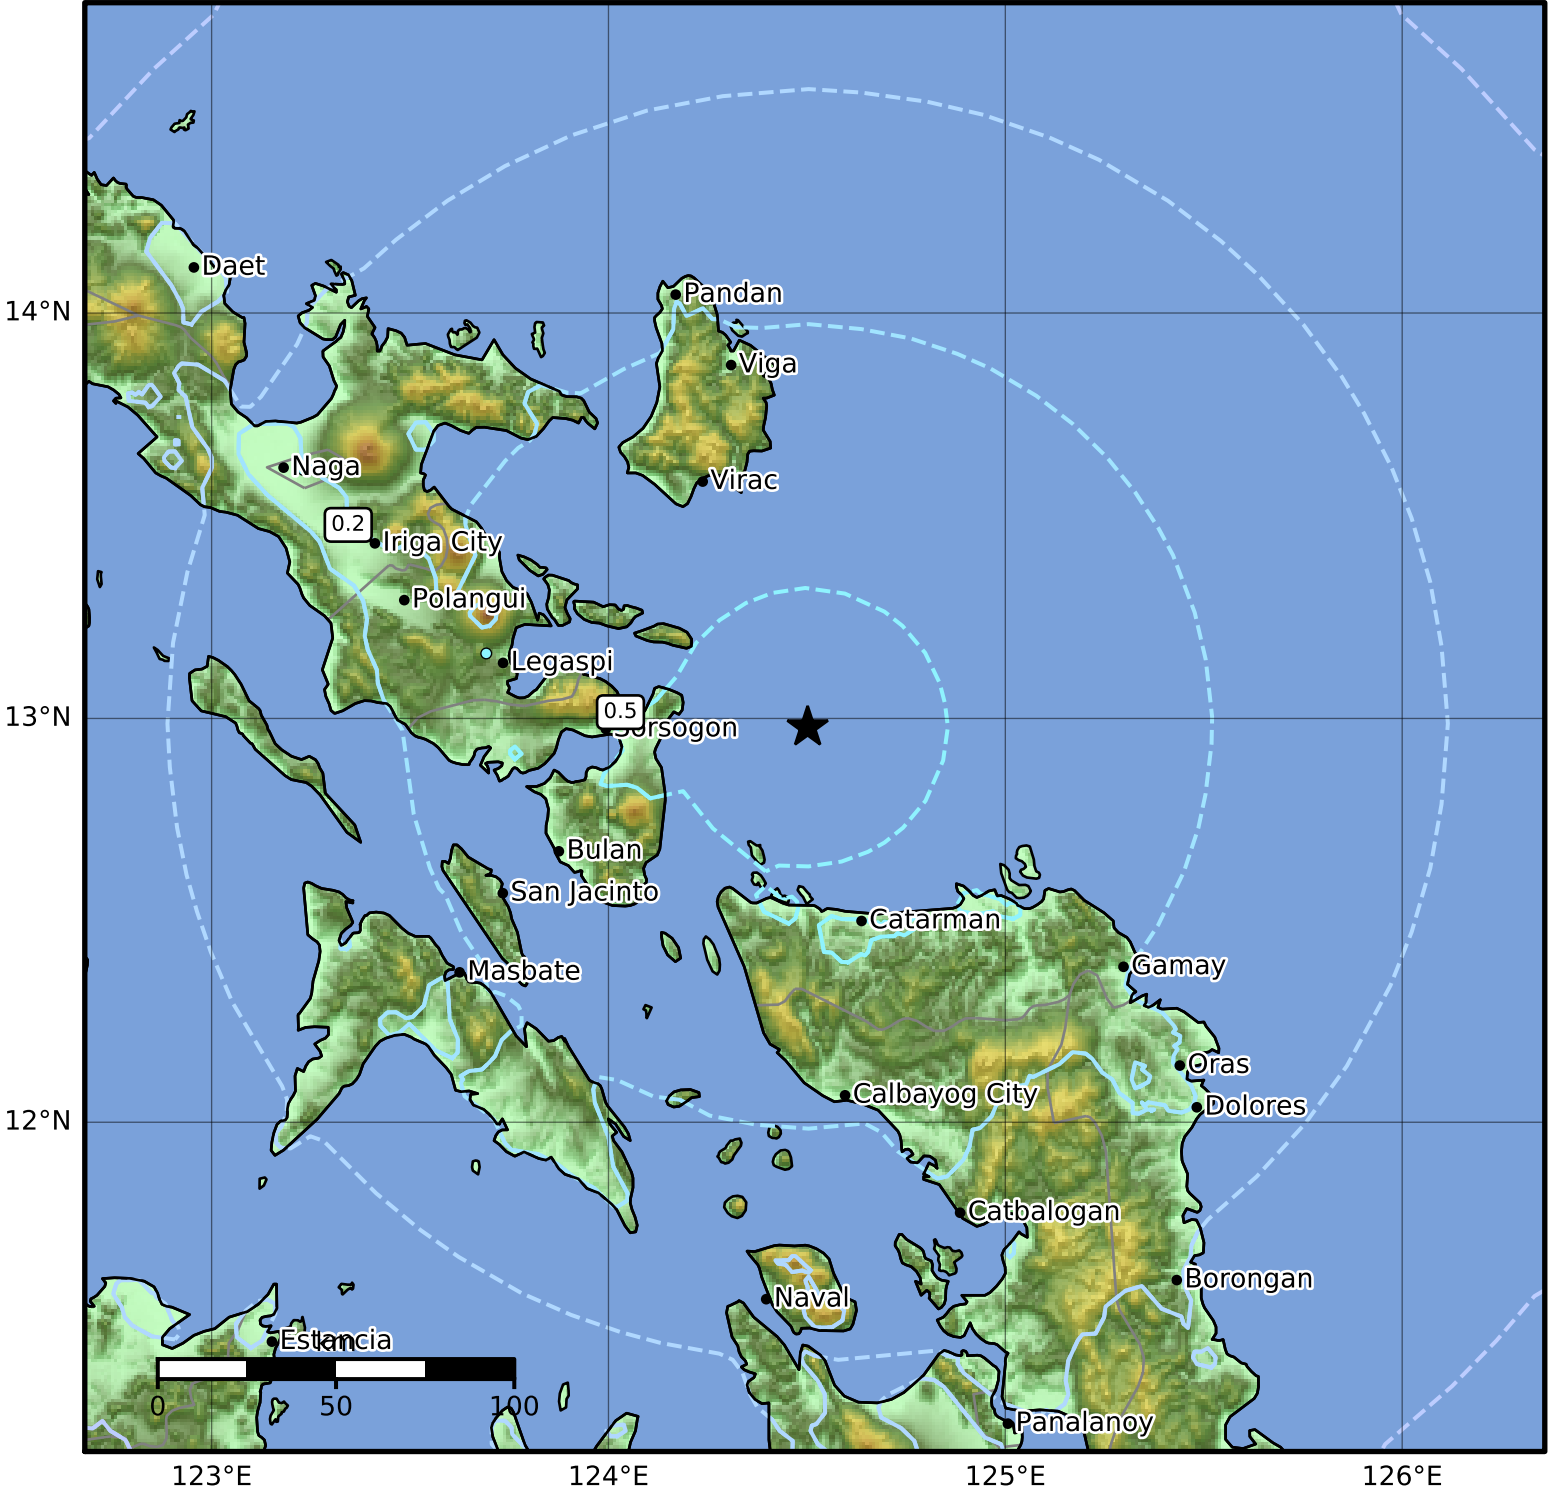 Daet
Pandan
14°N
Viga
Naga
Virac
0.2
Iriga City
Polangui
Legaspi
0.5
13°N
Sorsogon
Bulan
San Jacinto
Catarman
Gamay
Masbate
Oras
Calbayog City
Dolores
12°N
Catbalogan
Borongan
Naval
Estancia
km
0 50 100
Panalanoy
123°E 124°E 125°E 126°E